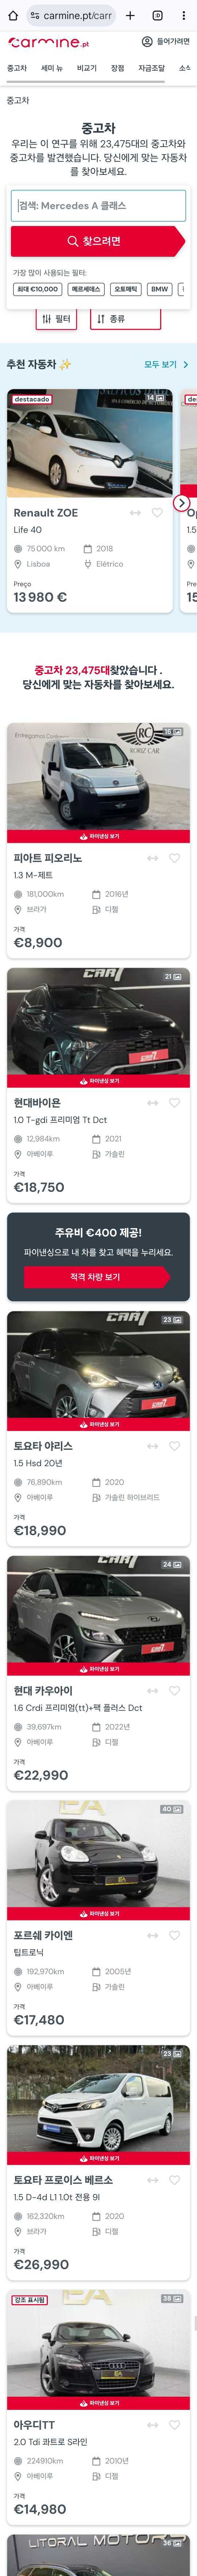 carmine.pt/carr
:D
carmine.pt
들어가려면
중고차
세미 뉴
비교기
장점
자금조달
소식
중고차
중고차
우리는 이 연구를 위해 23,475대의 중고차와
중고차를 발견했습니다. 당신에게 맞는 자동차
를 찾아보세요.
검색: Mercedes A 클래스
찾으려면
가장 많이 사용되는 필터:
최대 €10,000
메르세데스
오토매틱
BMW
필터
종류
추천 자동차 ✨
모두 보기
destacado
14
Renault ZOE
Life 40
75 000 km
2018
Lisboa
Elétrico
Preço
13 980 €
de
O
1.5
Pre
15
중고차 23,475대찾았습니다 .
당신에게 맞는 자동차를 찾아보세요.
RC
RORIZ CAR
파이낸싱 보기
피아트 피오리노
1.3 M-제트
181,000km
2016년
브라가
디젤
가격
€8,900
21
파이낸싱 보기
현대바이욘
1.0 T-gdi 프리미엄 Tt Dct
12,984km
2021
아베이루
가솔린
가격
€18,750
주유비 €400 제공!
파이낸싱으로 내 차를 찾고 혜택을 누리세요.
적격 차량 보기
23
파이낸싱 보기
토요타 야리스
1.5 Hsd 20년
76,890km
2020
아베이루
가솔린 하이브리드
가격
€18,990
24
파이낸싱 보기
현대 카우아이
1.6 Crdi 프리미엄(tt)+팩 플러스 Dct
39,697km
2022년
아베이루
디젤
가격
€22,990
40
파이낸싱 보기
포르쉐 카이엔
팁트로닉
192,970km
2005년
아베이루
가솔린
가격
€17,480
23
파이낸싱 보기
토요타 프로이스 베르소
1.5 D-4d L1 1.0t 전용 9l
162,320km
2020
브라가
디젤
가격
€26,990
강조 표시됨
38
EA
파이낸싱 보기
아우디TT
2.0 Tdi 콰트로 S라인
224910km
2010년
아베이루
디젤
가격
€14,980
LITORAL MOTORS
36